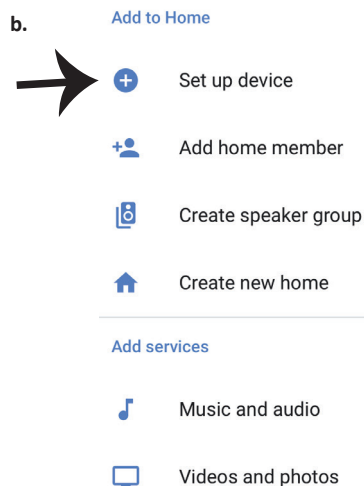 b.
Add to Home
Set up device
Add home member
Create speaker group
Create new home
Add services
Music and audio
Videos and photos